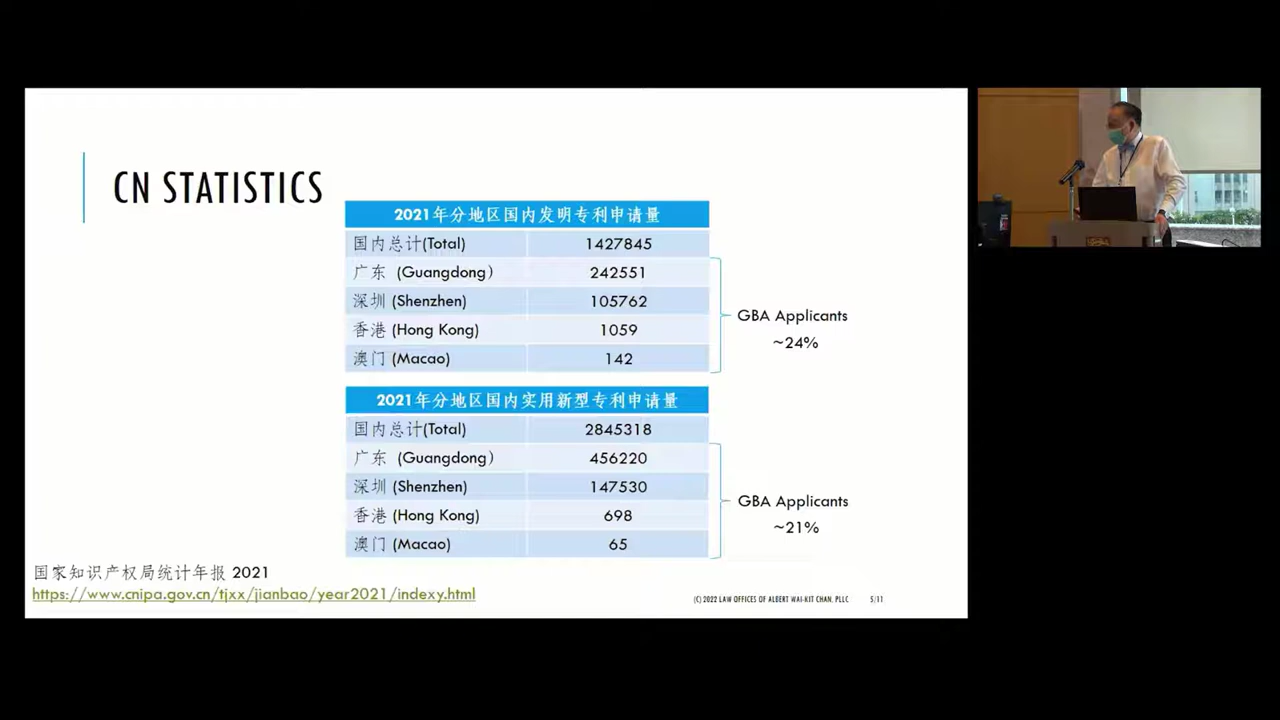 CN STATISTICS
2021年分地区国内发明专利申请量
国内总计(Total) 1427845
广东 (Guangdong) 242551
深圳 (Shenzhen) 105762
香港 (Hong Kong) 1059
澳门 (Macao) 142
GBA Applicants
~24%
2021年分地区国内实用新型专利申请量
国内总计(Total) 2845318
广东 (Guangdong) 456220
深圳 (Shenzhen) 147530
香港 (Hong Kong) 698
澳门 (Macao) 65
GBA Applicants
~21%
国家知识产权局统计年报 2021
https://www.cnipa.gov.cn/tjxx/jianbao/year2021/indexy.html
(C) 2022 LAW OFFICES OF ALBERT WAI-KIT CHAN, PLLC 5/11